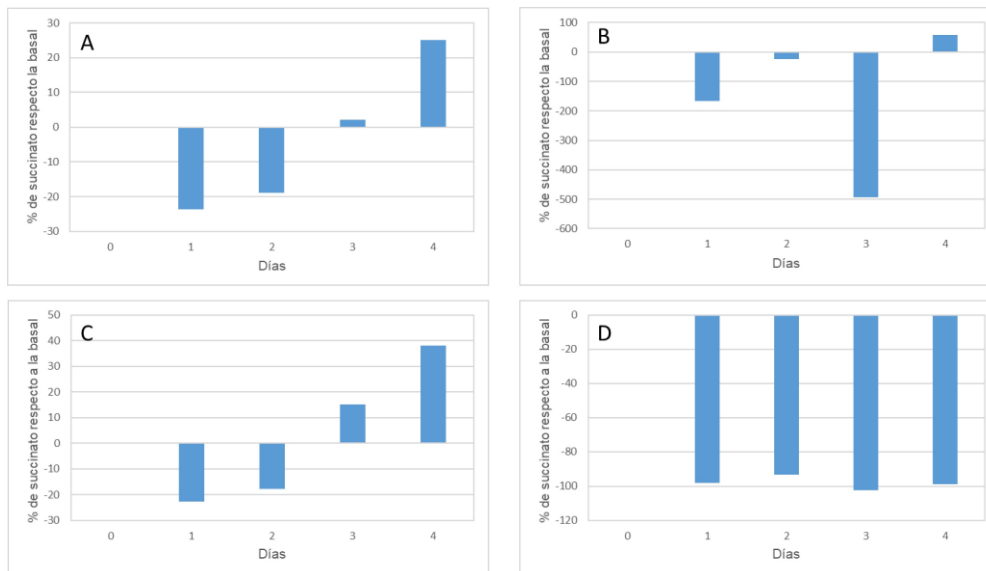 A
% de succinato respecto la basal
30
20
10
0
-10
-20
-30
0 1 2 3 4
Días
B
% de succinato respecto la basal
100
0
-100
-200
-300
-400
-500
-600
0 1 2 3 4
Días
C
% de succinato respecto a la basal
50
40
30
20
10
0
-10
-20
-30
0 1 2 3 4
Días
D
% de succinato respecto a la basal
0
-20
-40
-60
-80
-100
-120
0 1 2 3 4
Días